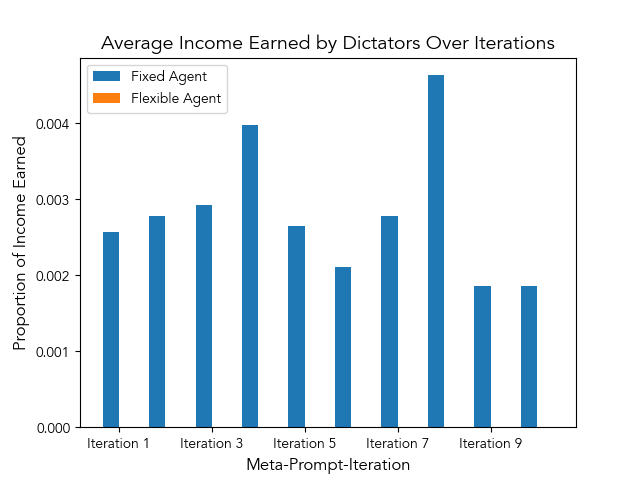 Average Income Earned by Dictators Over Iterations
Fixed Agent
Flexible Agent
Proportion of Income Earned
0.004
0.003
0.002
0.001
0.000
Iteration 1 Iteration 3 Iteration 5 Iteration 7 Iteration 9
Meta-Prompt-Iteration